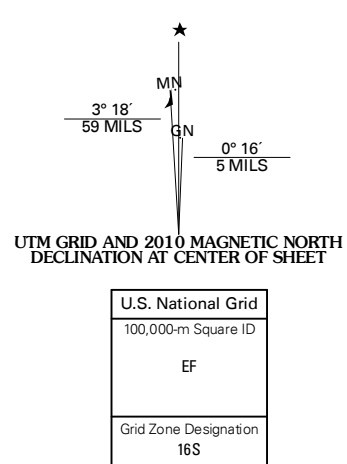 ★
MN
3° 18´
59 MILS
GN
0° 16´
5 MILS
UTM GRID AND 2010 MAGNETIC NORTH
DECLINATION AT CENTER OF SHEET
U.S. National Grid
100,000-m Square ID
EF
Grid Zone Designation
16S